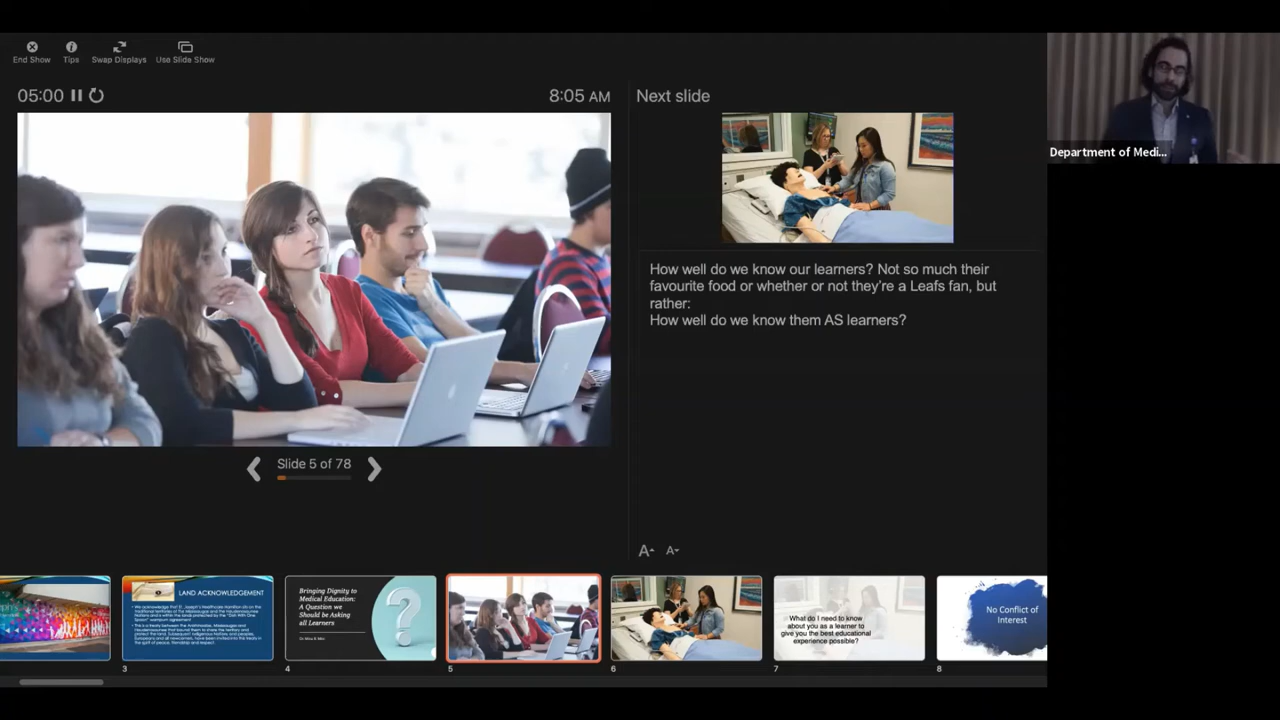 End Show
Tips
Swap Displays
Use Slide Show
05:00
8:05 AM
Next slide
Department of Medi...
How well do we know our learners? Not so much their
favourite food or whether or not they're a Leafs fan, but
rather:
How well do we know them AS learners?
Slide 5 of 78
A A
LAND ACKNOWLEDGEMENT
Bringing Dignity to
Medical Education:
A Question we
Should be Asking
all Learners
What do I need to know
about you as a learner to
give you the best educational
experience possible?
No Conflict of
Interest
3
4
5
6
7
8